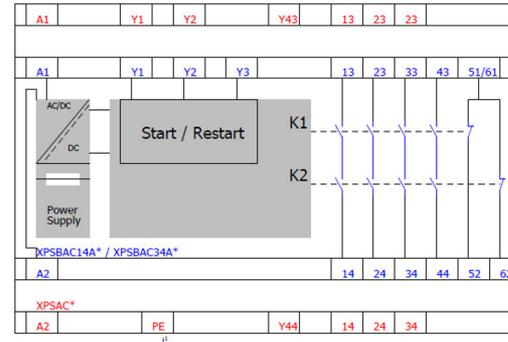 A1 Y1 Y2 Y43 13 23 23
A1 Y1 Y2 Y3 13 23 33 43 51/61
AC/DC
DC
Start / Restart
K1
K2
Power
Supply
XPSBAC14A* / XPSBAC34A*
A2 14 24 34 44 52
XPSAC*
A2 PE Y44 14 24 34